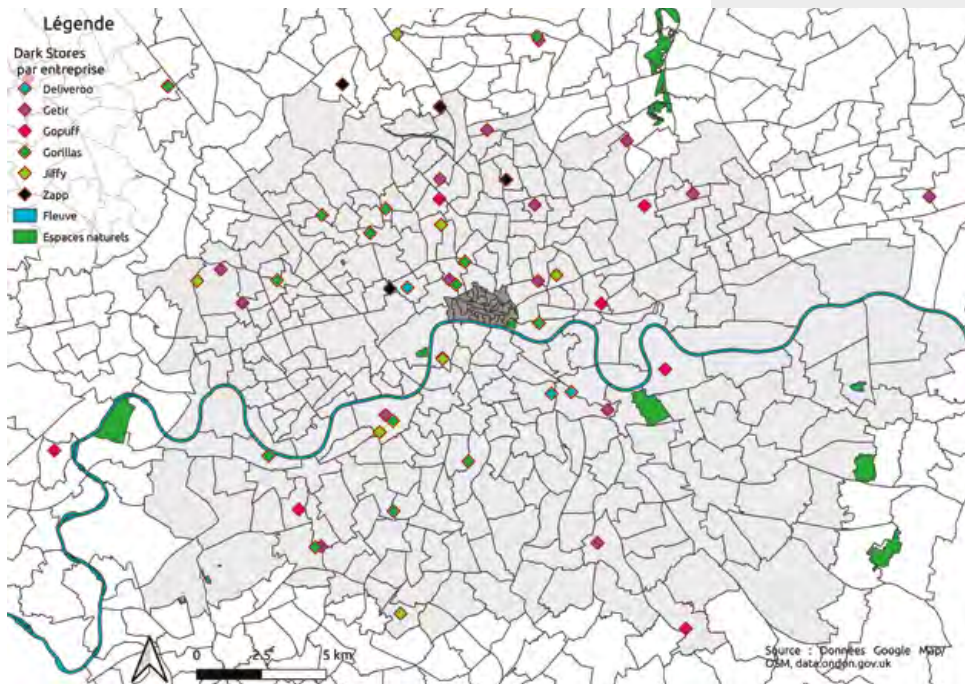 Légende
Dark Stores
par entreprise
Deliveroo
Getir
Gopuff
Gorillas
Jiffy
Zapp
Fleuve
Espaces naturels
0 2.5 5 km
Source : Données Google Map/
OSM, data.london.gov.uk